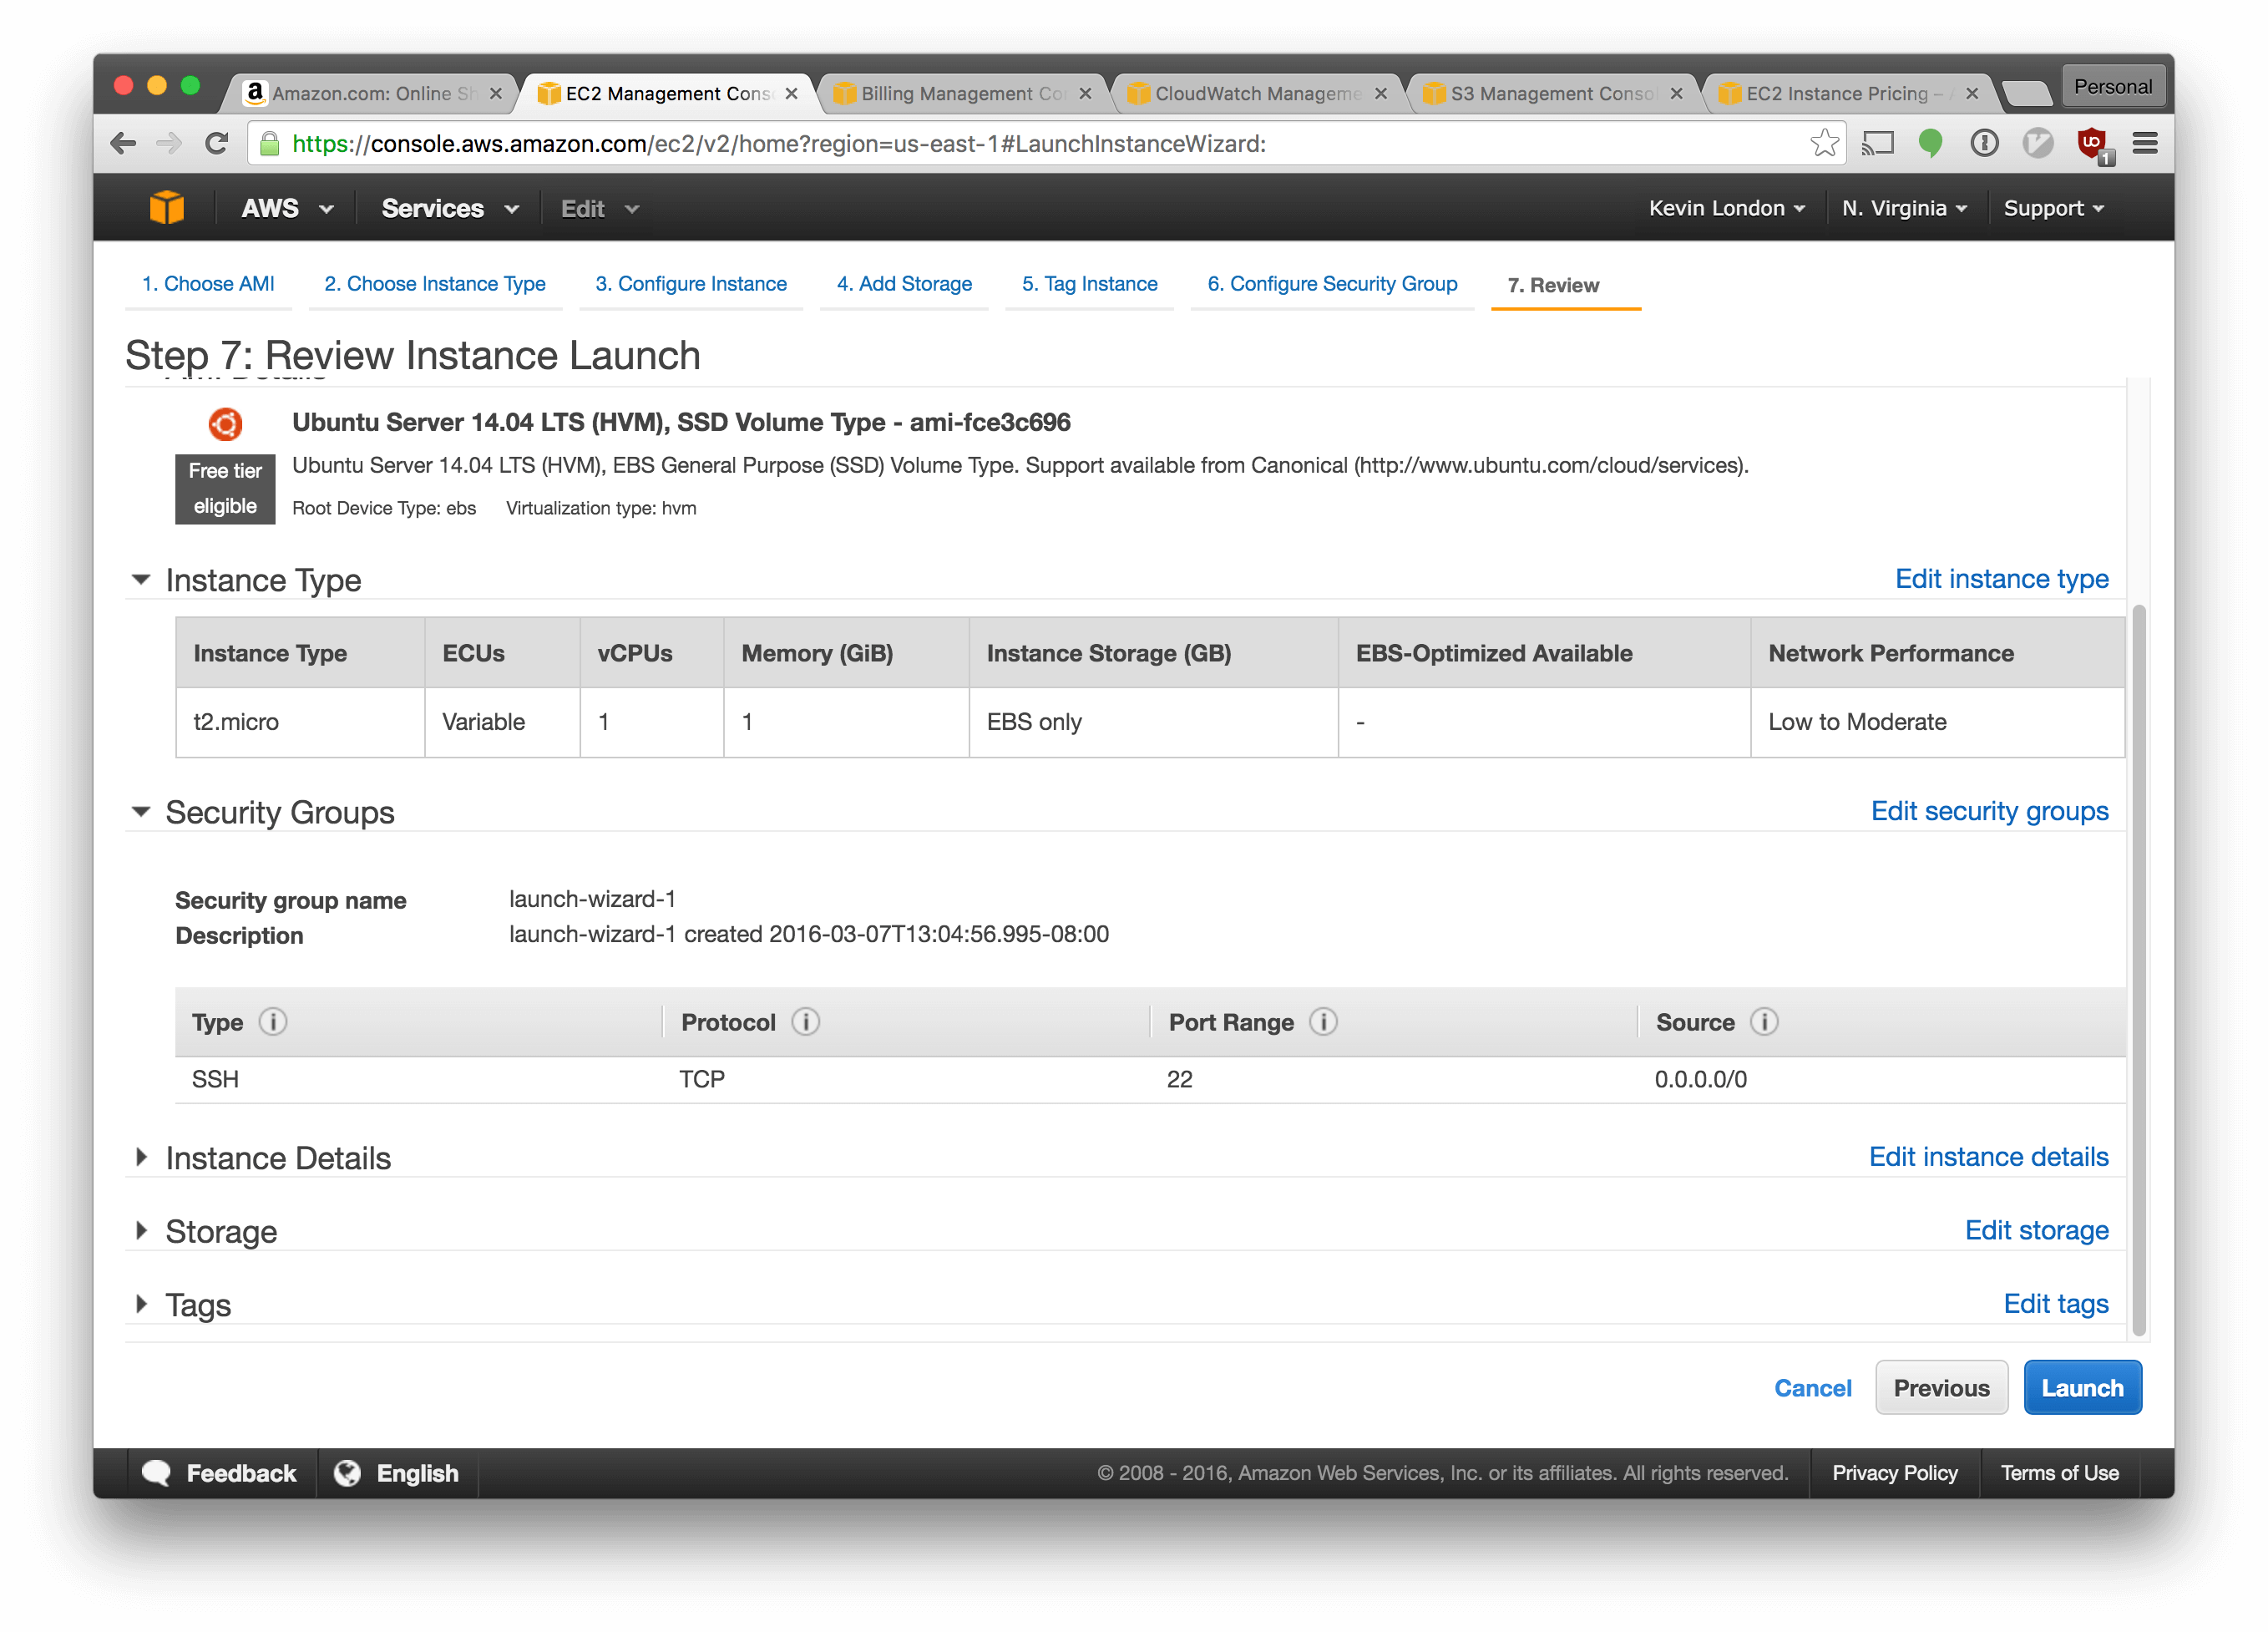 Amazon.com: Online Sh
EC2 Management Cons
Billing Management Co
CloudWatch Manageme
S3 Management Consol
EC2 Instance Pricing –
Personal
https://console.aws.amazon.com/ec2/v2/home?region=us-east-1#LaunchInstanceWizard:
1
AWS Services Edit Kevin London N. Virginia Support
1. Choose AMI 2. Choose Instance Type 3. Configure Instance 4. Add Storage 5. Tag Instance 6. Configure Security Group 7. Review
Step 7: Review Instance Launch
Ubuntu Server 14.04 LTS (HVM), SSD Volume Type - ami-fce3c696
Free tier
eligible
Ubuntu Server 14.04 LTS (HVM), EBS General Purpose (SSD) Volume Type. Support available from Canonical (http://www.ubuntu.com/cloud/services).
Root Device Type: ebs Virtualization type: hvm
Instance Type Edit instance type
Instance Type ECUs vCPUs Memory (GiB) Instance Storage (GB) EBS-Optimized Available Network Performance
t2.micro Variable 1 1 EBS only - Low to Moderate
Security Groups Edit security groups
Security group name launch-wizard-1
Description launch-wizard-1 created 2016-03-07T13:04:56.995-08:00
Type Protocol Port Range Source
SSH TCP 22 0.0.0.0/0
Instance Details Edit instance details
Storage Edit storage
Tags Edit tags
Cancel Previous Launch
Feedback English © 2008 - 2016, Amazon Web Services, Inc. or its affiliates. All rights reserved. Privacy Policy Terms of Use